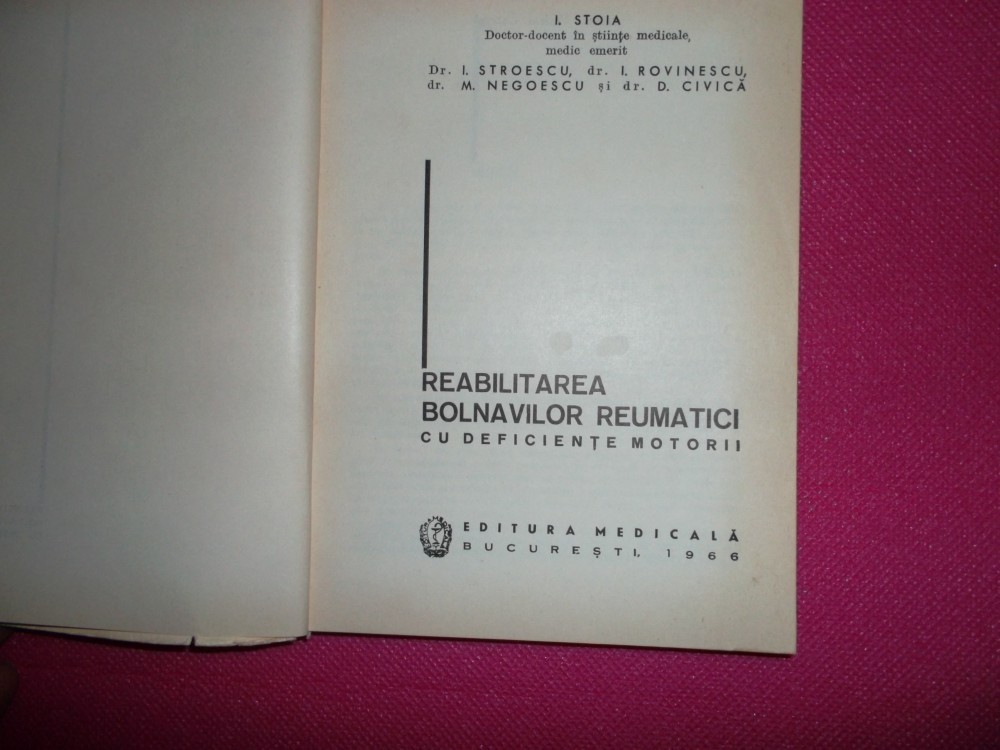 I. STOIA
Doctor-docent în științe medicale,
medic emerit
Dr. I. STROESCU, dr. I. ROVINESCU,
dr. M. NEGOESCU și dr. D. CIVICĂ
REABILITAREA
BOLNAVILOR REUMATICI
CU DEFICIENȚE MOTORII
EDITURA MEDICALĂ
BUCUREȘTI, 1966